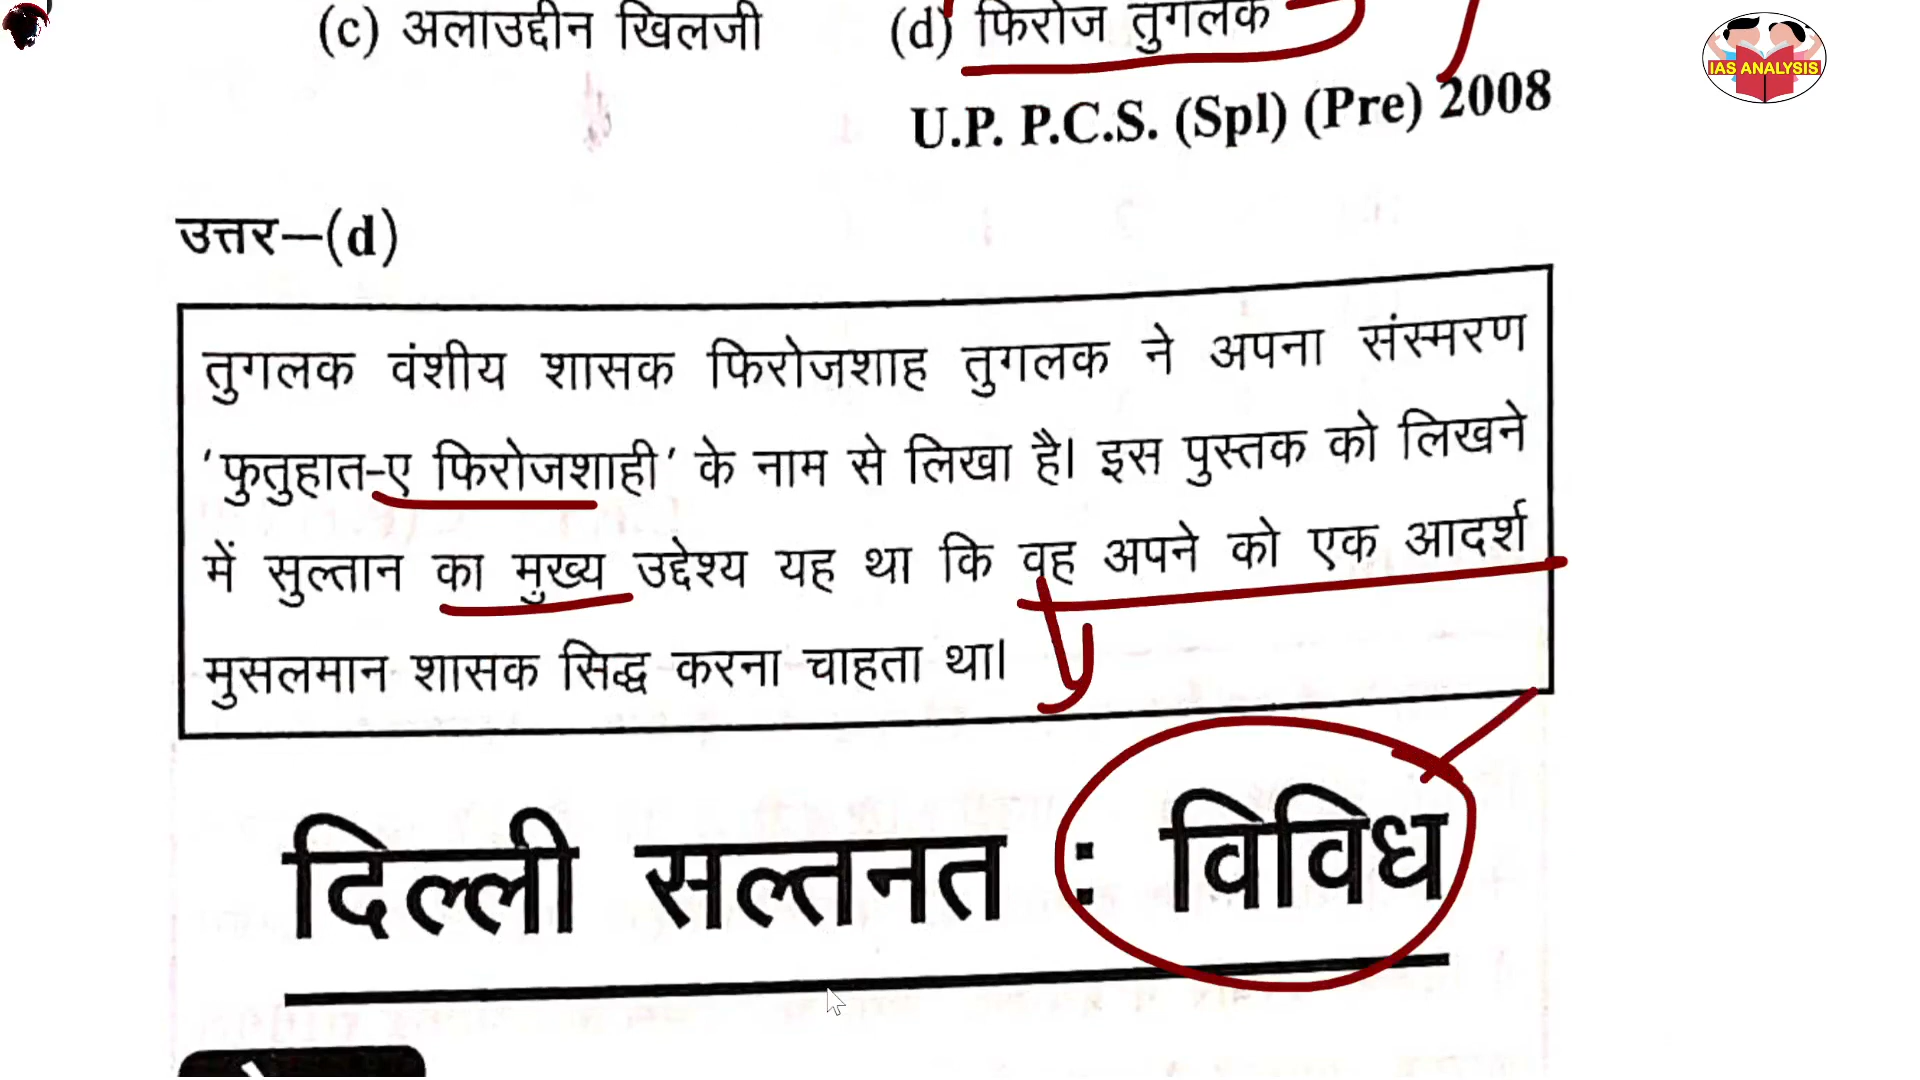 (c) अलाउद्दीन खिलजी (d) फिरोज तुगलक
IAS ANALYSIS
U.P. P.C.S. (Spl) (Pre) 2008
उत्तर—(d)
तुगलक वंशीय शासक फिरोजशाह तुगलक ने अपना संस्मरण
'फुतुहात-ए फिरोजशाही' के नाम से लिखा है। इस पुस्तक को लिखने
में सुल्तान का मुख्य उद्देश्य यह था कि वह अपने को एक आदर्श
मुसलमान शासक सिद्ध करना चाहता था।
दिल्ली सल्तनत : विविध